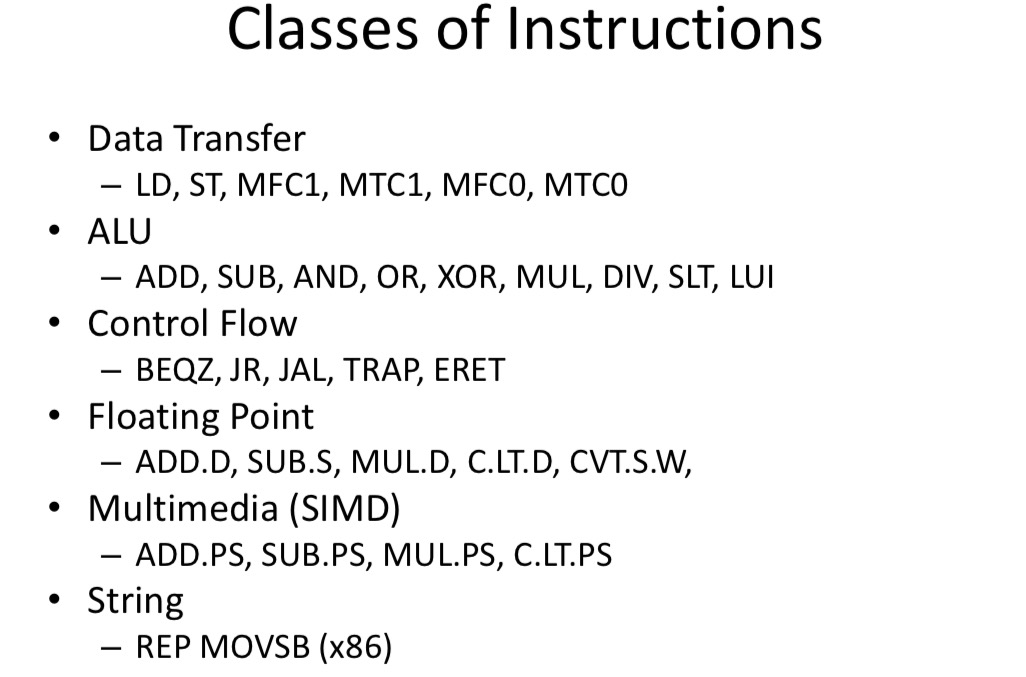 Classes of Instructions
• Data Transfer
– LD, ST, MFC1, MTC1, MFC0, MTC0
• ALU
– ADD, SUB, AND, OR, XOR, MUL, DIV, SLT, LUI
• Control Flow
– BEQZ, JR, JAL, TRAP, ERET
• Floating Point
– ADD.D, SUB.S, MUL.D, C.LT.D, CVT.S.W,
• Multimedia (SIMD)
– ADD.PS, SUB.PS, MUL.PS, C.LT.PS
• String
– REP MOVSB (x86)